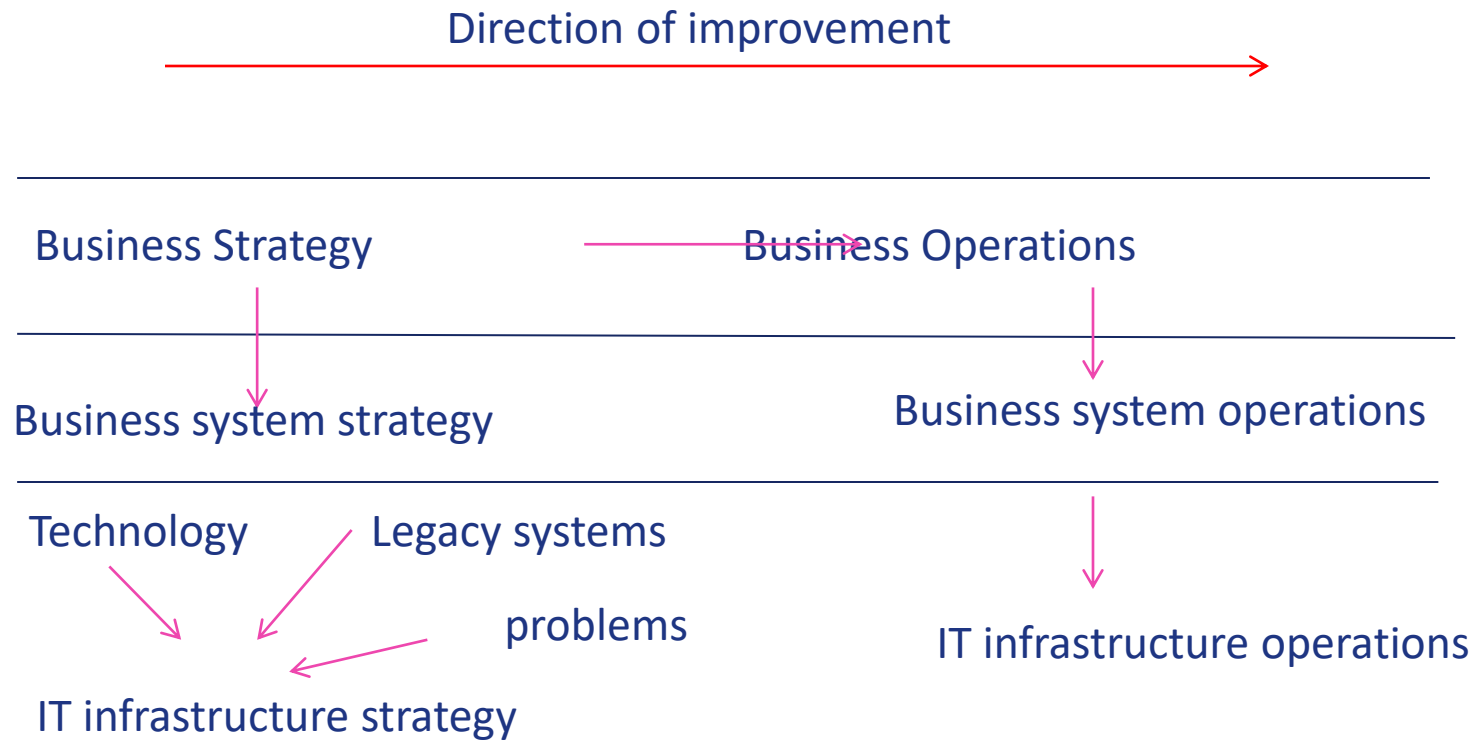 Direction of improvement
Business Strategy
Business Operations
Business system strategy
Business system operations
Technology
Legacy systems
problems
IT infrastructure operations
IT infrastructure strategy